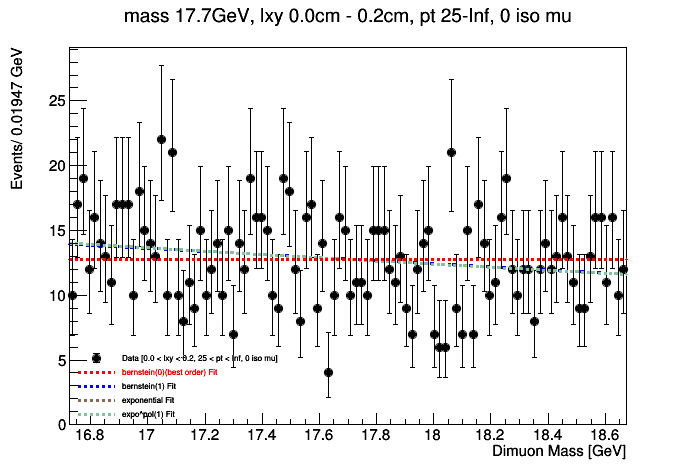 mass 17.7GeV, lxy 0.0cm - 0.2cm, pt 25-Inf, 0 iso mu
Events/ 0.01947 GeV
25
20
15
10
5
0
Data [0.0 < lxy < 0.2, 25 < pt < Inf, 0 iso mu]
bernstein(0)(best order) Fit
bernstein(1) Fit
exponential Fit
expo*pol(1) Fit
16.8 17 17.2 17.4 17.6 17.8 18 18.2 18.4 18.6
Dimuon Mass [GeV]